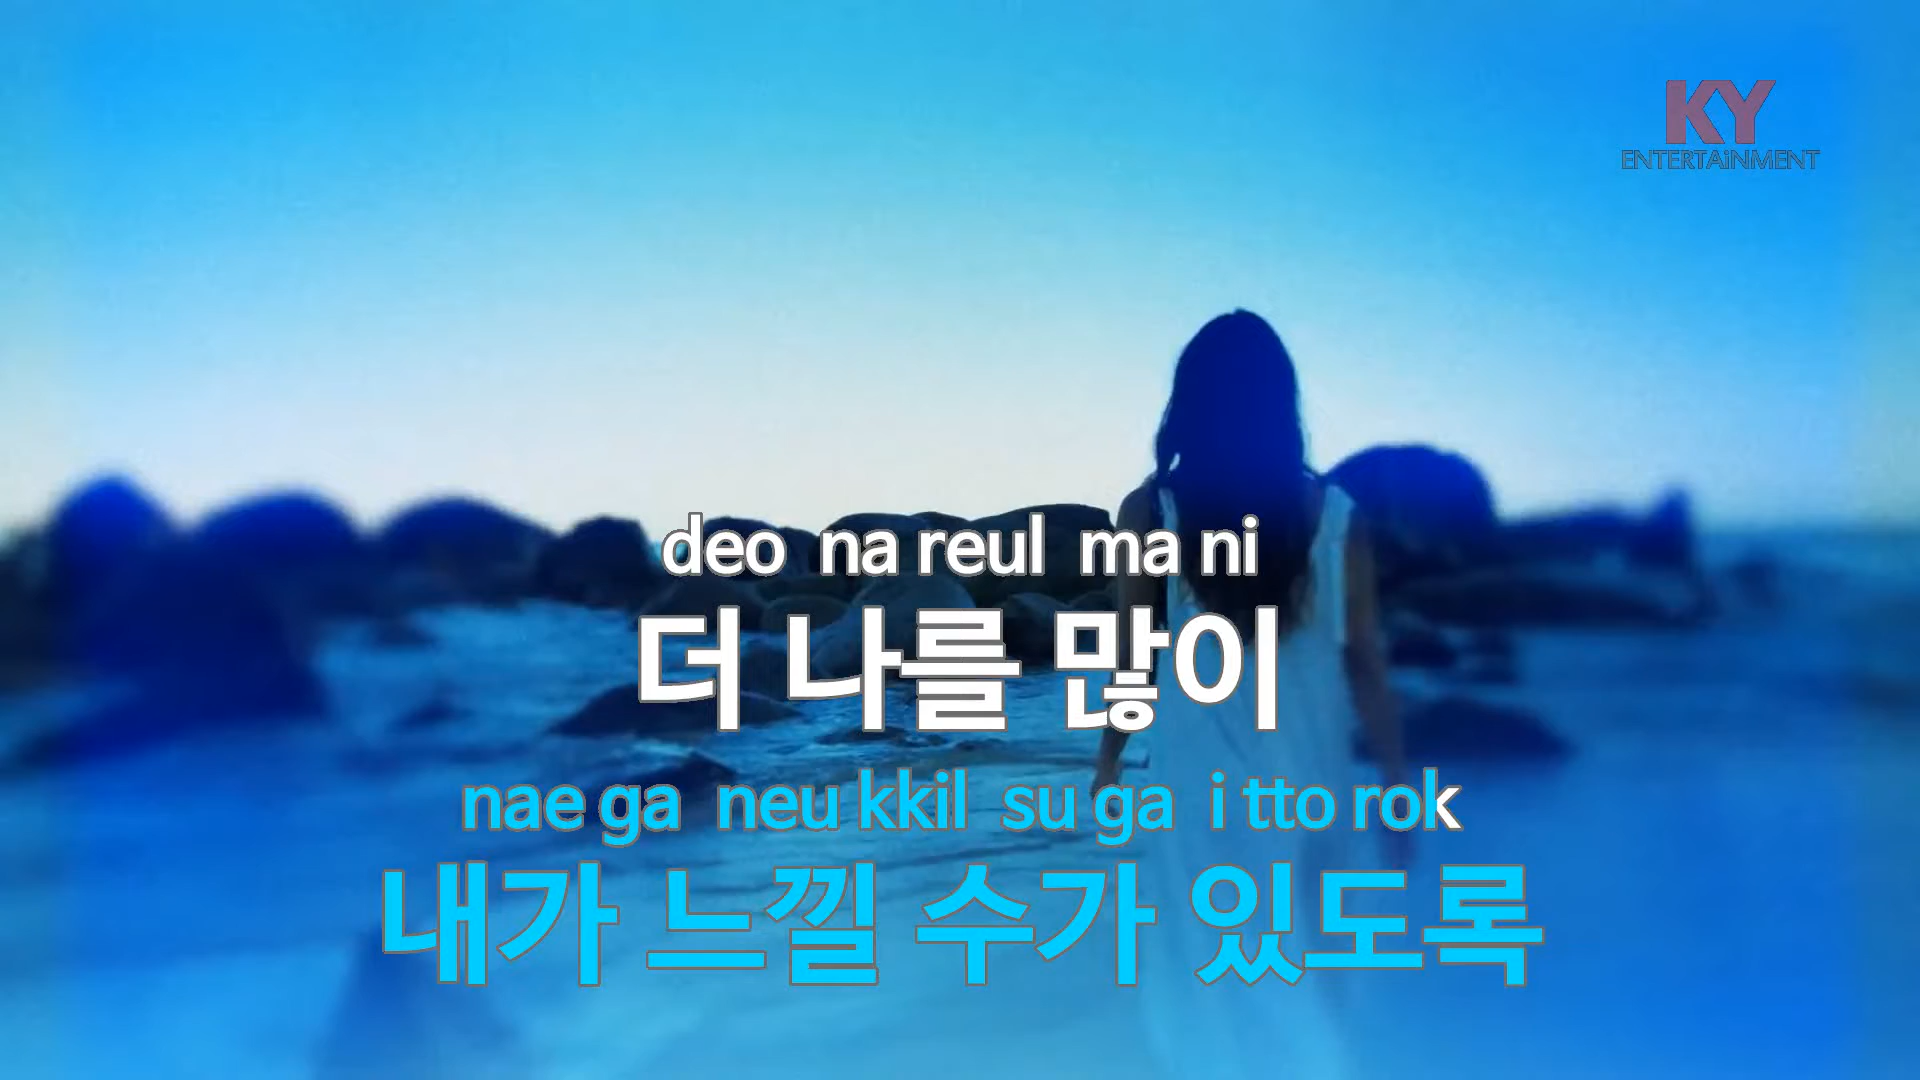 KY
ENTERTAiNMENT
deo na reul ma ni
더 나를 많이
nae ga neu kkil su ga i tto rok
내가 느낄 수가 있도록